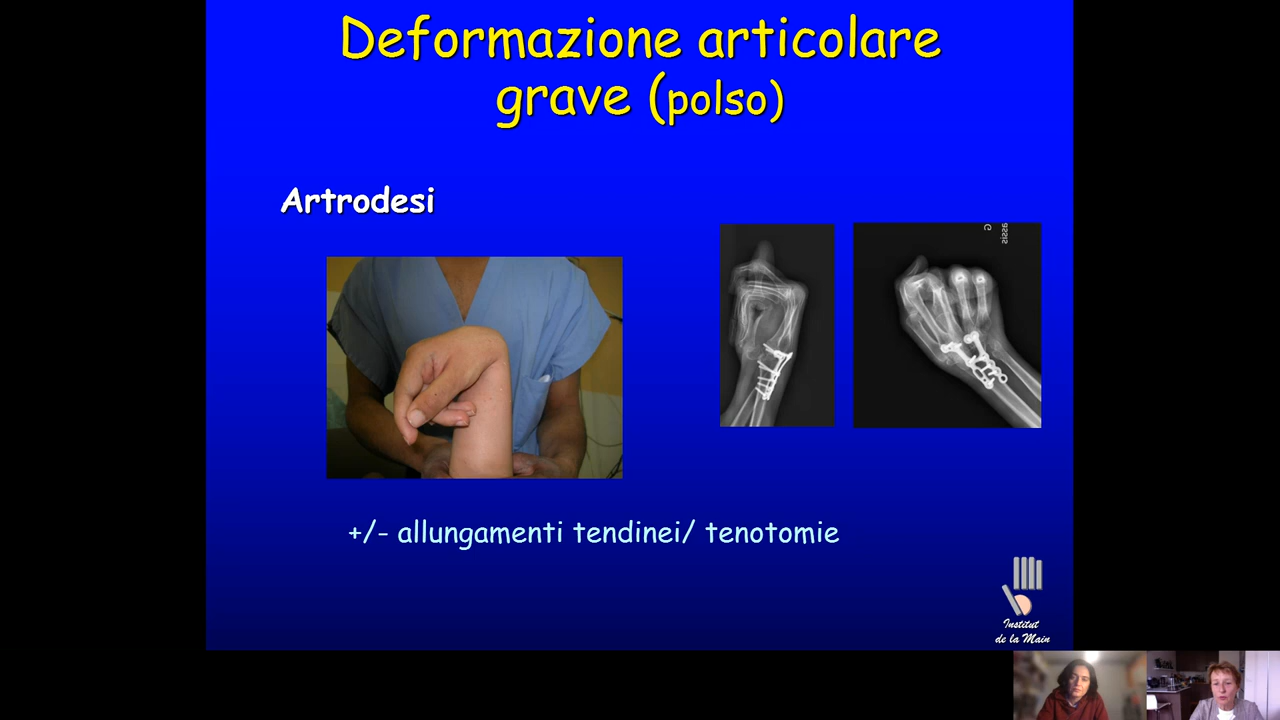 Deformazione articolare
grave (polso)
Artrodesi
G
+/- allungamenti tendinei/ tenotomie
Institut
de la Main